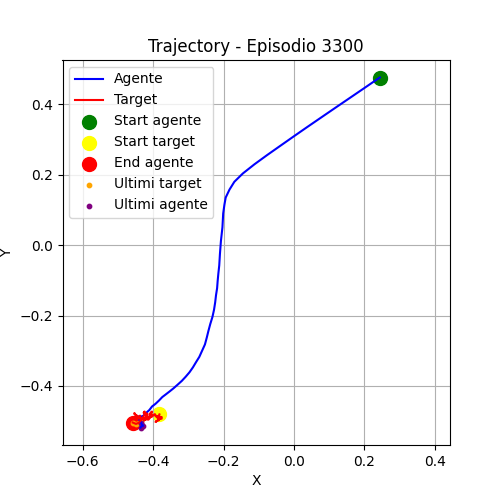 Trajectory - Episodio 3300
Agente
Target
Start agente
Start target
End agente
Ultimi target
Ultimi agente
0.4
0.2
0.0
−0.2
−0.4
Y
−0.6
−0.4
−0.2
0.0
0.2
0.4
X